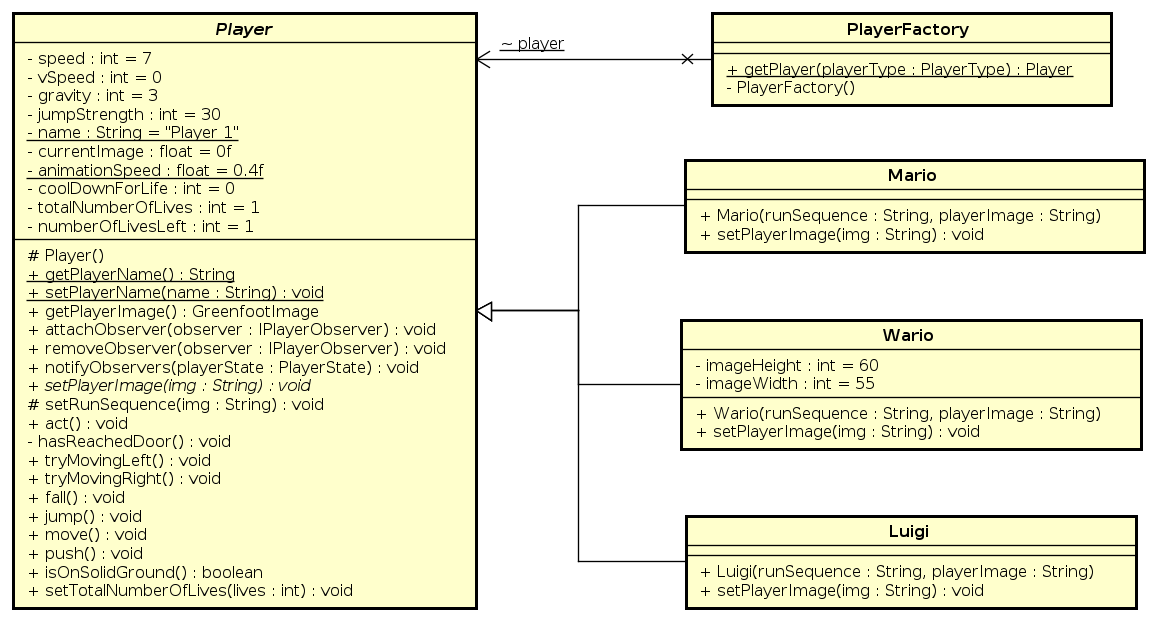 Player
- speed : int = 7
- vSpeed : int = 0
- gravity : int = 3
- jumpStrength : int = 30
- name : String = "Player 1"
- currentImage : float = 0f
- animationSpeed : float = 0.4f
- coolDownForLife : int = 0
- totalNumberOfLives : int = 1
- numberOfLivesLeft : int = 1
# Player()
+ getPlayerName() : String
+ setPlayerName(name : String) : void
+ getPlayerImage() : GreenfootImage
+ attachObserver(observer : IPlayerObserver) : void
+ removeObserver(observer : IPlayerObserver) : void
+ notifyObservers(playerState : PlayerState) : void
+ setPlayerImage(img : String) : void
# setRunSequence(img : String) : void
+ act() : void
- hasReachedDoor() : void
+ tryMovingLeft() : void
+ tryMovingRight() : void
+ fall() : void
+ jump() : void
+ move() : void
+ push() : void
+ isOnSolidGround() : boolean
+ setTotalNumberOfLives(lives : int) : void
~ player
PlayerFactory
+ getPlayer(playerType : PlayerType) : Player
- PlayerFactory()
Mario
+ Mario(runSequence : String, playerImage : String)
+ setPlayerImage(img : String) : void
Wario
- imageHeight : int = 60
- imageWidth : int = 55
+ Wario(runSequence : String, playerImage : String)
+ setPlayerImage(img : String) : void
Luigi
+ Luigi(runSequence : String, playerImage : String)
+ setPlayerImage(img : String) : void